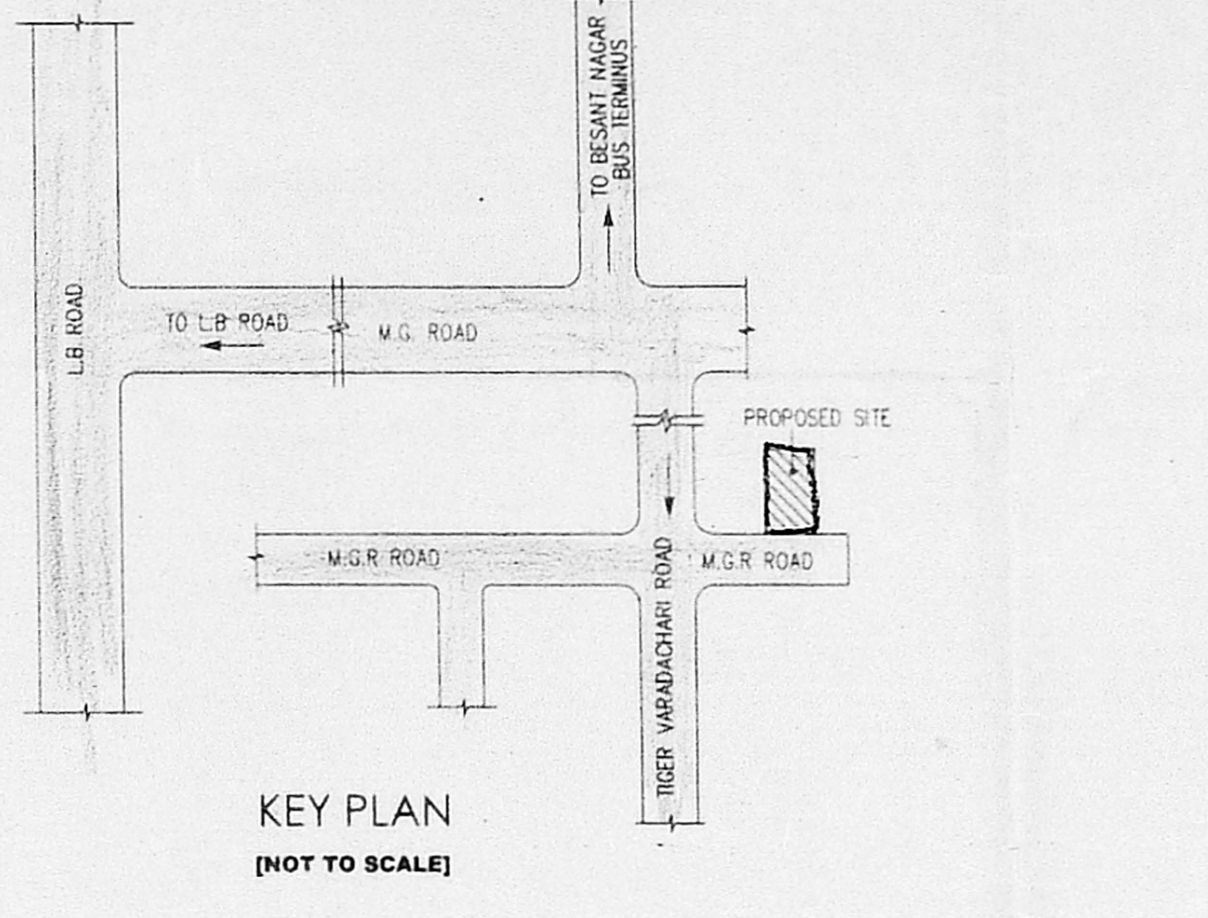 TO BESANT NAGAR
BUS TERMINUS
L.B. ROAD
TO L.B ROAD
M.G. ROAD
PROPOSED SITE
M.G.R ROAD
M.G.R ROAD
TIGER VARADACHARI ROAD
KEY PLAN
[NOT TO SCALE]